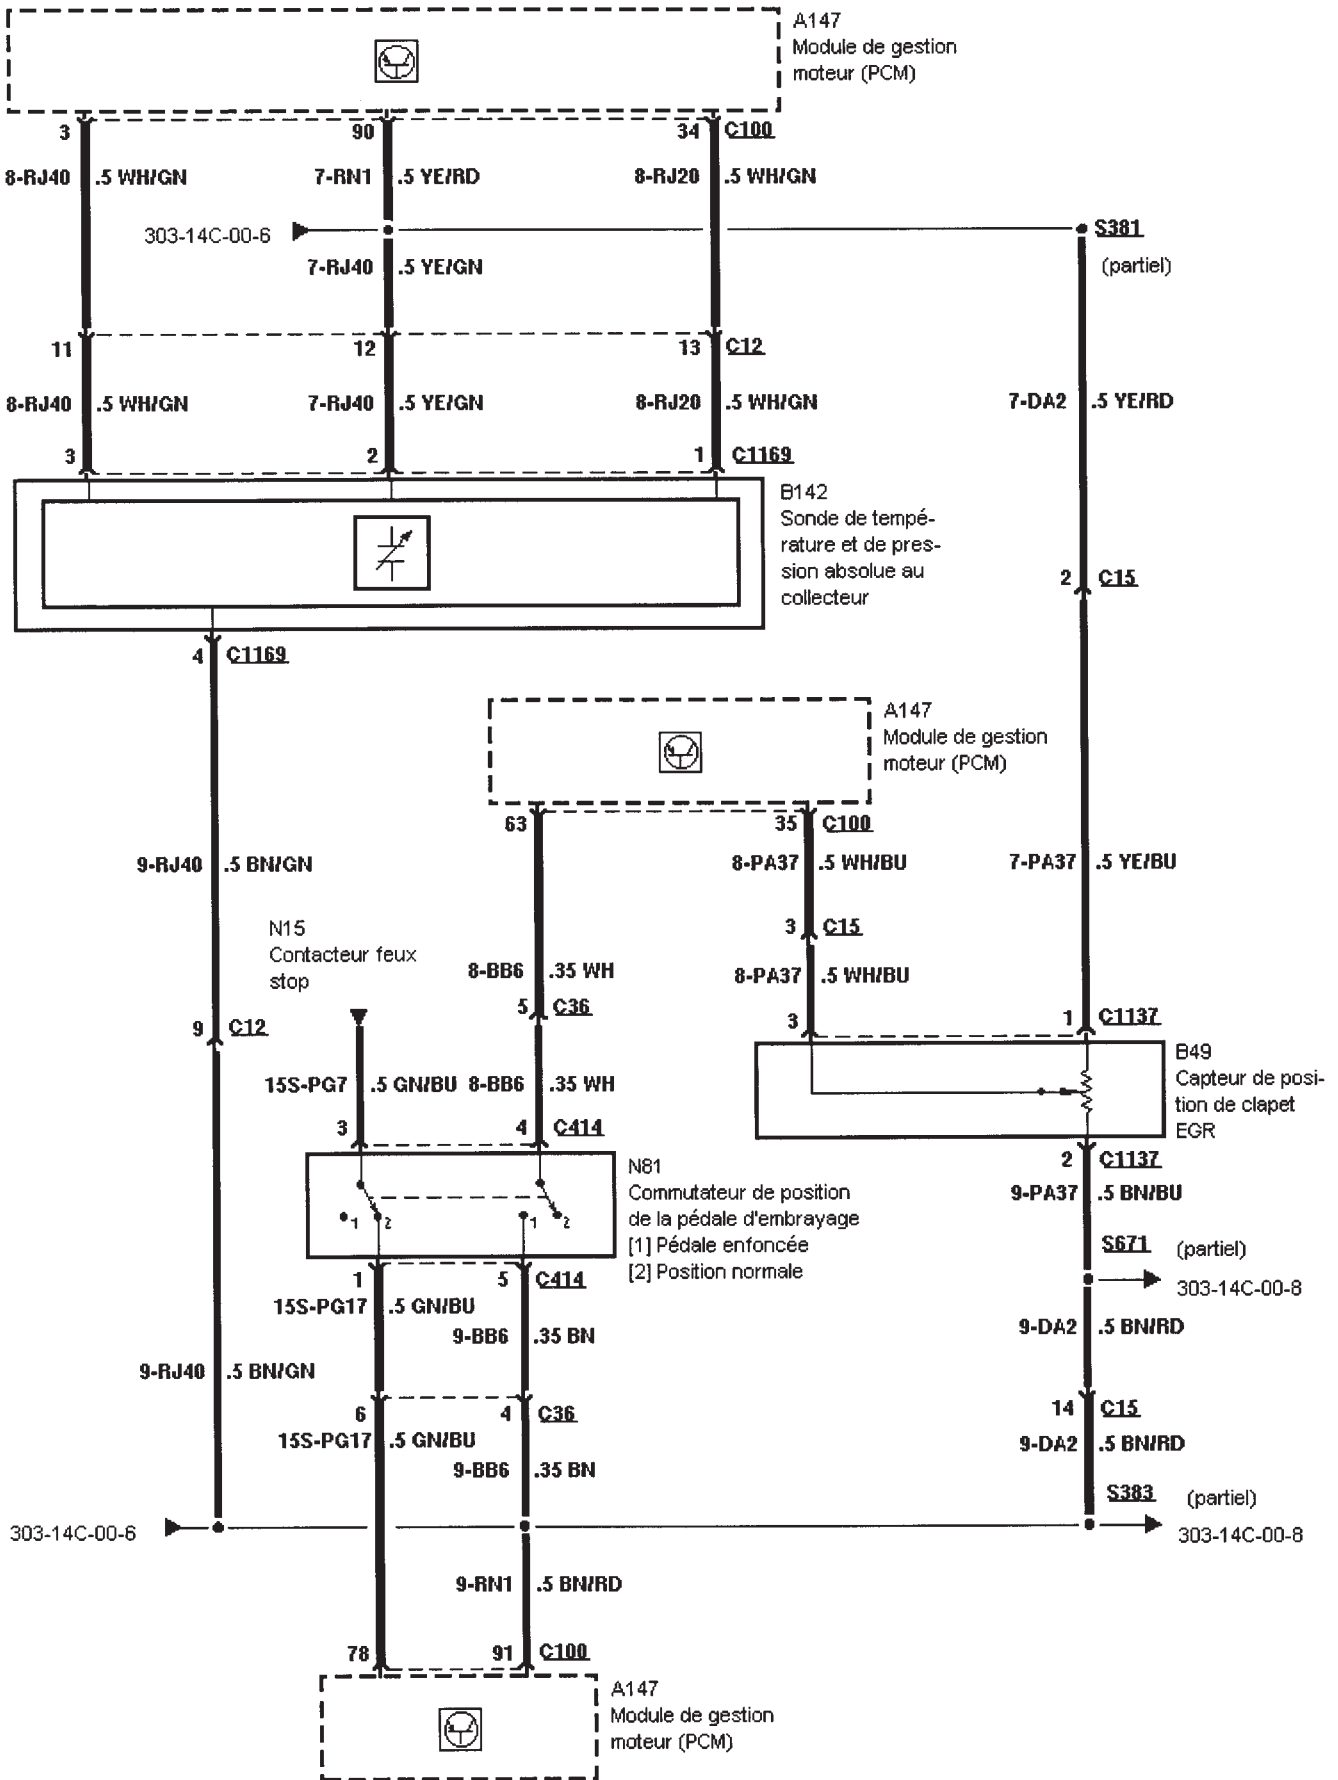 A147
Module de gestion
moteur (PCM)
3 90 34 C100
8-RJ40 .5 WH/GN 7-RN1 .5 YE/RD 8-RJ20 .5 WH/GN
303-14C-00-6 S381
(partiel)
7-RJ40 .5 YE/GN
11 12 13 C12
8-RJ40 .5 WH/GN 7-RJ40 .5 YE/GN 8-RJ20 .5 WH/GN 7-DA2 .5 YE/RD
3 2 1 C1169
B142
Sonde de tempé-
rature et de pres-
sion absolue au
collecteur
2 C15
4 C1169
A147
Module de gestion
moteur (PCM)
63 35 C100
9-RJ40 .5 BN/GN 8-PA37 .5 WH/BU 7-PA37 .5 YE/BU
N15
Contacteur feux
stop
3 C15
8-BB6 .35 WH 8-PA37 .5 WH/BU
5 C36
9 C12
3 1 C1137
B49
Capteur de posi-
tion de clapet
EGR
15S-PG7 .5 GN/BU 8-BB6 .35 WH
3 4 C414
N81
Commutateur de position
de la pédale d'embrayage
[1] Pédale enfoncée
[2] Position normale
1 2 1 2
2 C1137
9-PA37 .5 BN/BU
S671 (partiel)
303-14C-00-8
1 5 C414
15S-PG17 .5 GN/BU
9-BB6 .35 BN
9-DA2 .5 BN/RD
9-RJ40 .5 BN/GN
6 4 C36
14 C15
15S-PG17 .5 GN/BU
9-DA2 .5 BN/RD
9-BB6 .35 BN
S383 (partiel)
303-14C-00-6 303-14C-00-8
9-RN1 .5 BN/RD
78 91 C100
A147
Module de gestion
moteur (PCM)